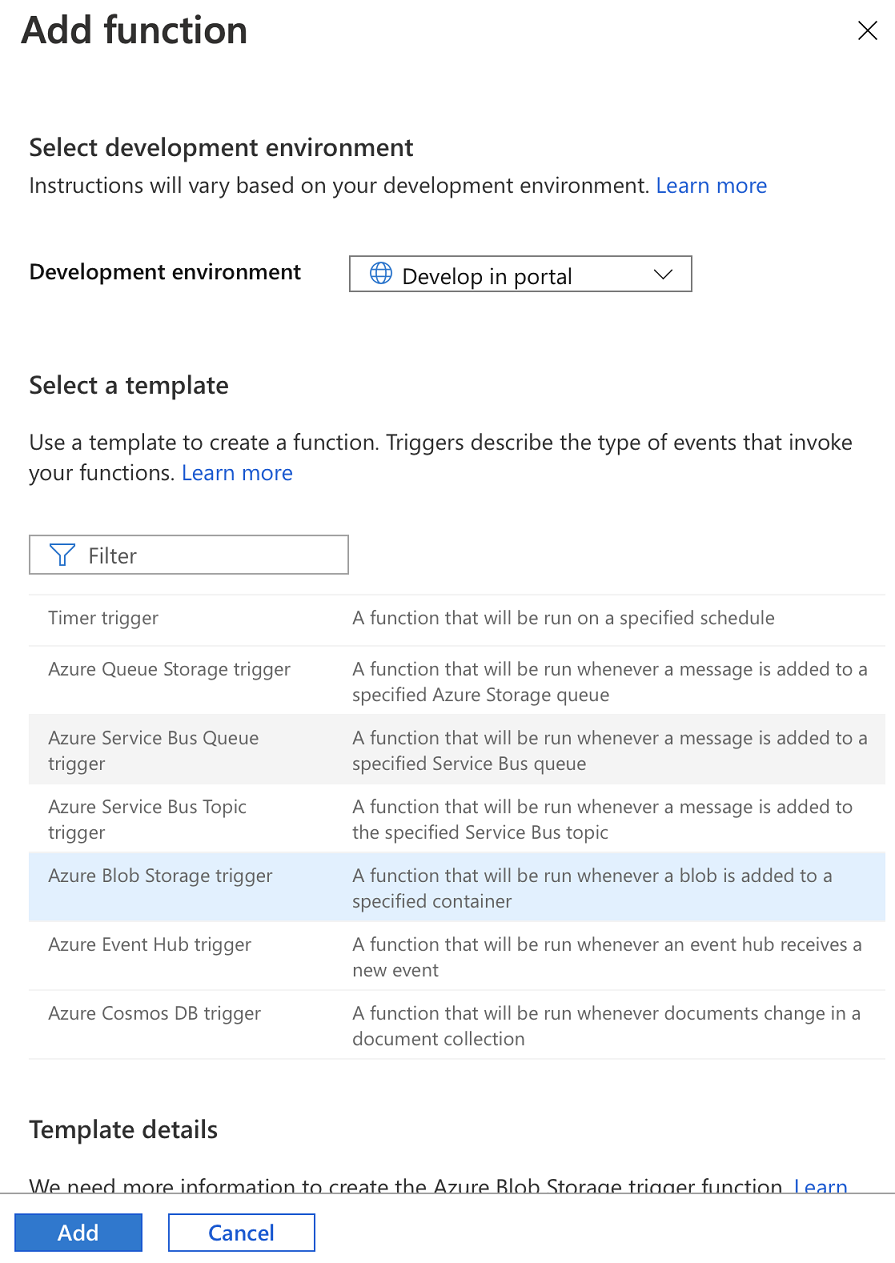 Add function
Select development environment
Instructions will vary based on your development environment. Learn more
Development environment
Develop in portal
Select a template
Use a template to create a function. Triggers describe the type of events that invoke
your functions. Learn more
Filter
Timer trigger
A function that will be run on a specified schedule
Azure Queue Storage trigger
A function that will be run whenever a message is added to a
specified Azure Storage queue
Azure Service Bus Queue
trigger
A function that will be run whenever a message is added to a
specified Service Bus queue
Azure Service Bus Topic
trigger
A function that will be run whenever a message is added to
the specified Service Bus topic
Azure Blob Storage trigger
A function that will be run whenever a blob is added to a
specified container
Azure Event Hub trigger
A function that will be run whenever an event hub receives a
new event
Azure Cosmos DB trigger
A function that will be run whenever documents change in a
document collection
Template details
We need more information to create the Azure Blob Storage trigger function. Learn
Add
Cancel